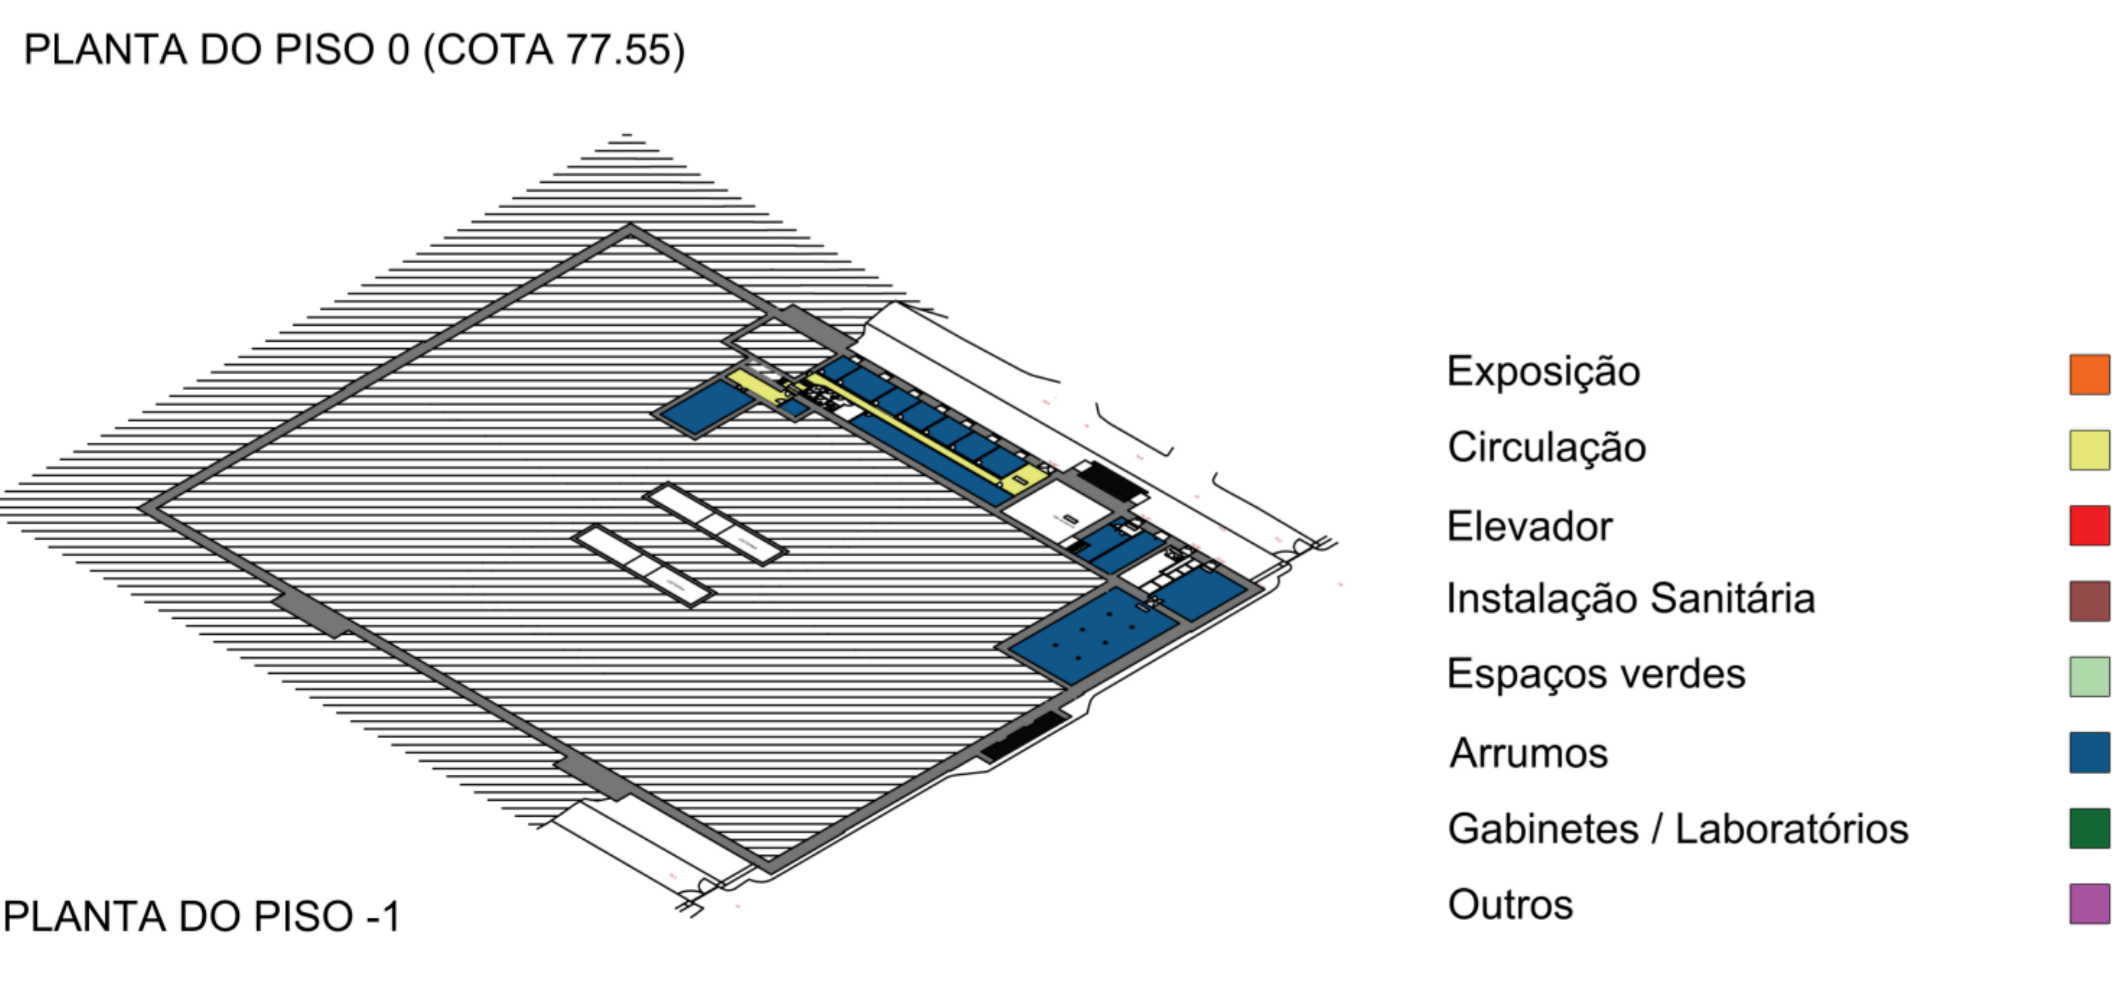 PLANTA DO PISO 0 (COTA 77.55)
Exposição
Circulação
Elevador
Instalação Sanitária
Espaços verdes
Arrumos
Gabinetes / Laboratórios
Outros
PLANTA DO PISO -1